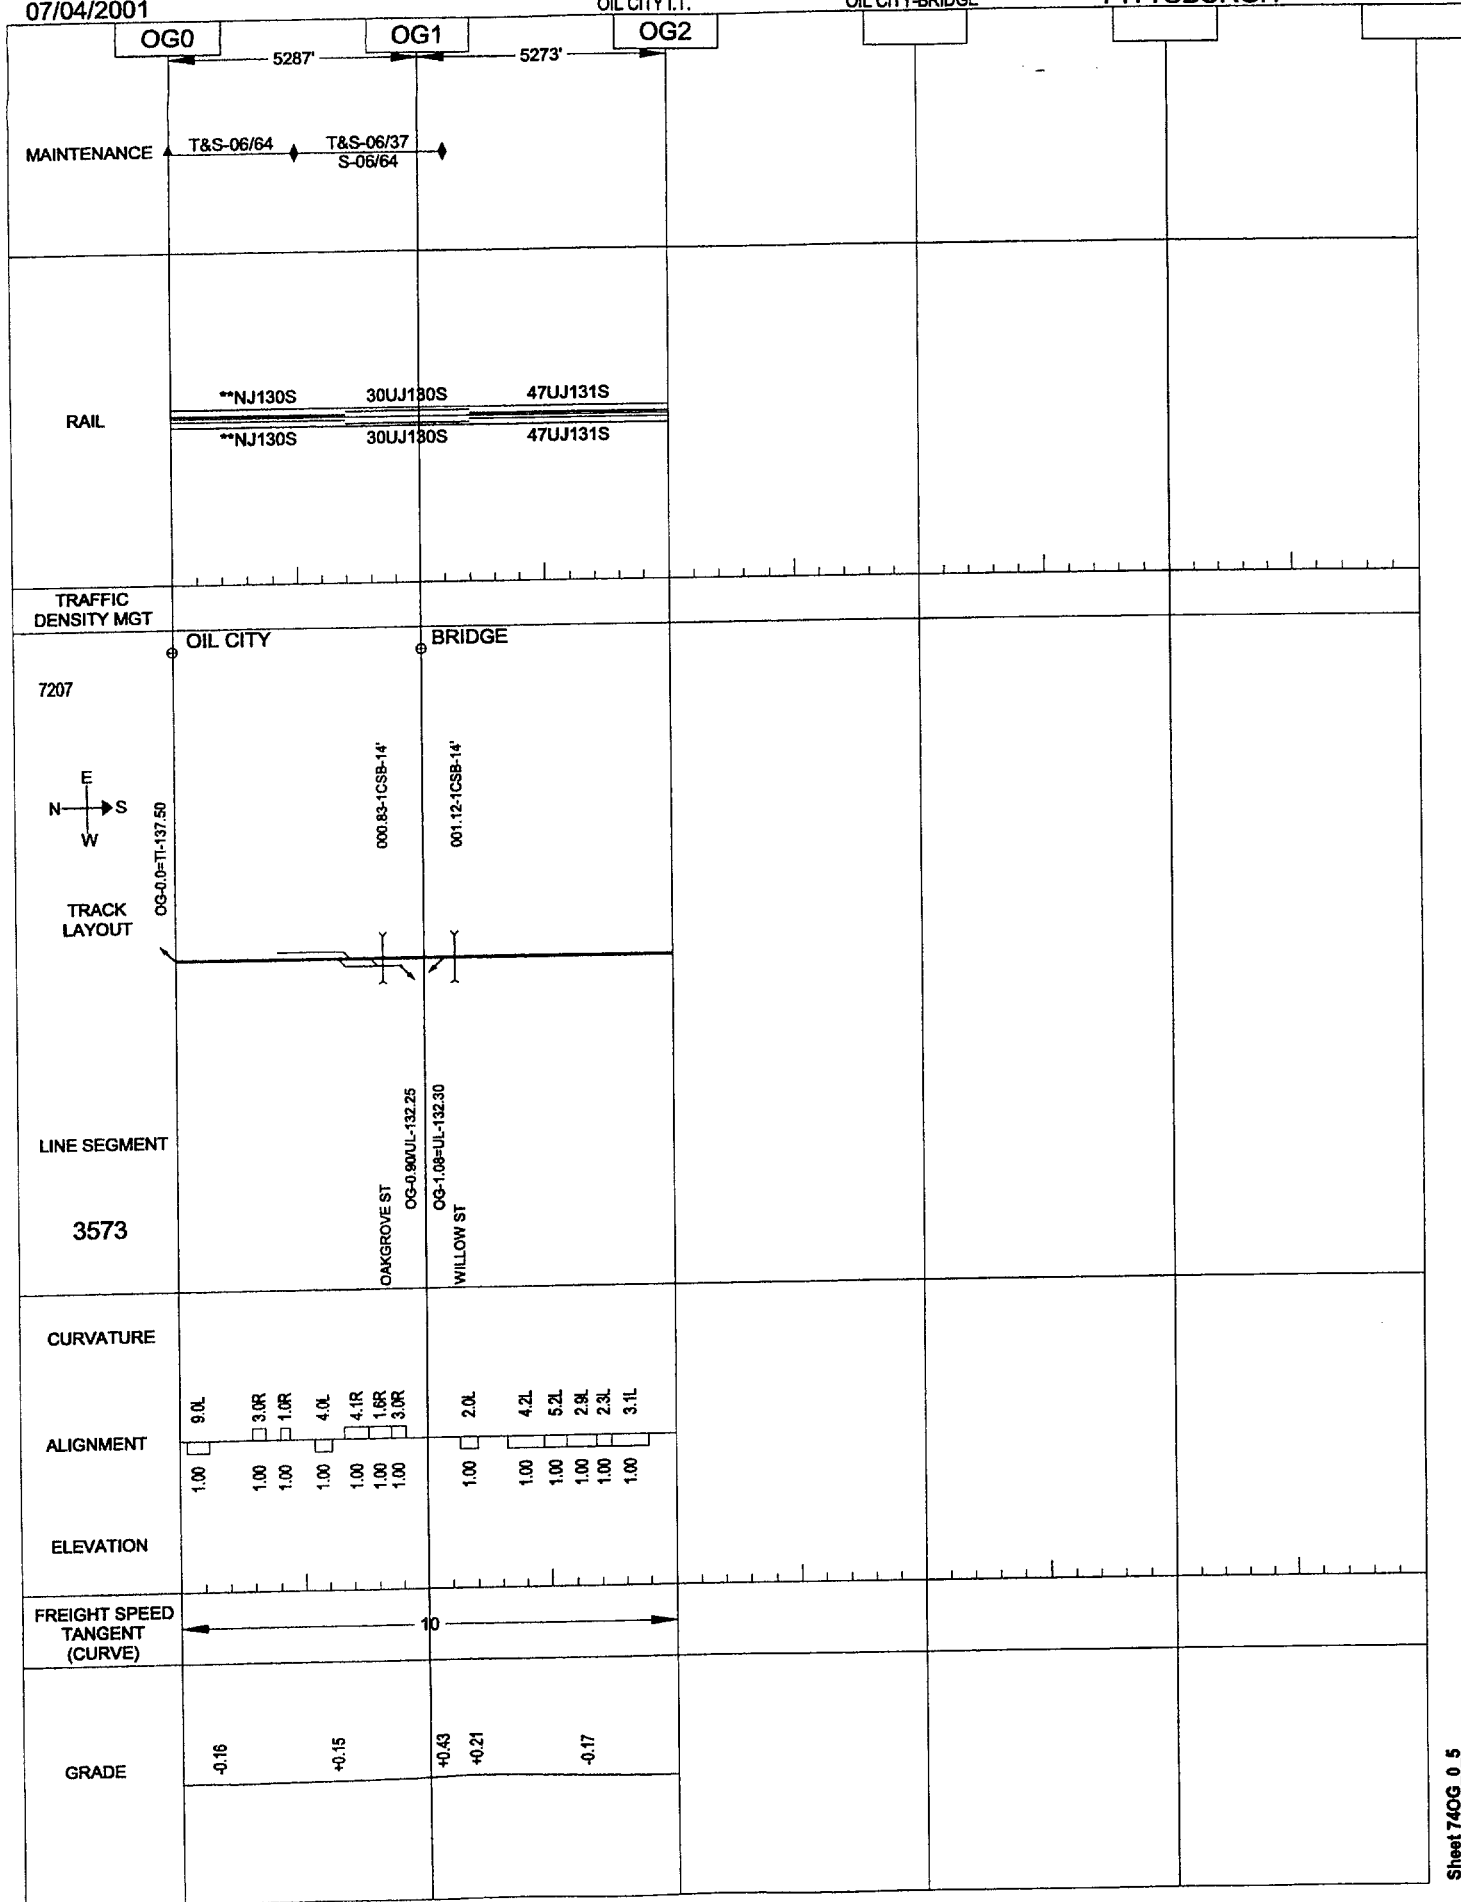 07/04/2001
OIL CITY I.T.
OIL CITY-BRIDGE
PITTSBURGH
OG0
OG1
OG2
5287'
5273'
MAINTENANCE
T&S-06/64
T&S-06/37
S-06/64
RAIL
**NJ130S
30UJ130S
47UJ131S
**NJ130S
30UJ130S
47UJ131S
TRAFFIC
DENSITY MGT
OIL CITY
BRIDGE
7207
E
N
S
W
OG-0.0=TI-137.50
000.83-1CSB-14'
001.12-1CSB-14'
TRACK
LAYOUT
LINE SEGMENT
3573
OAKGROVE ST
OG-0.90/UL-132.25
OG-1.08=UL-132.30
WILLOW ST
CURVATURE
9.0L
3.0R
1.0R
4.0L
4.1R
1.6R
3.0R
2.0L
4.2L
5.2L
2.9L
2.3L
3.1L
ALIGNMENT
1.00
1.00
1.00
1.00
1.00
1.00
1.00
1.00
1.00
1.00
1.00
1.00
1.00
ELEVATION
FREIGHT SPEED
TANGENT
(CURVE)
10
GRADE
-0.16
+0.15
+0.43
+0.21
-0.17
Sheet 74OG 0 5